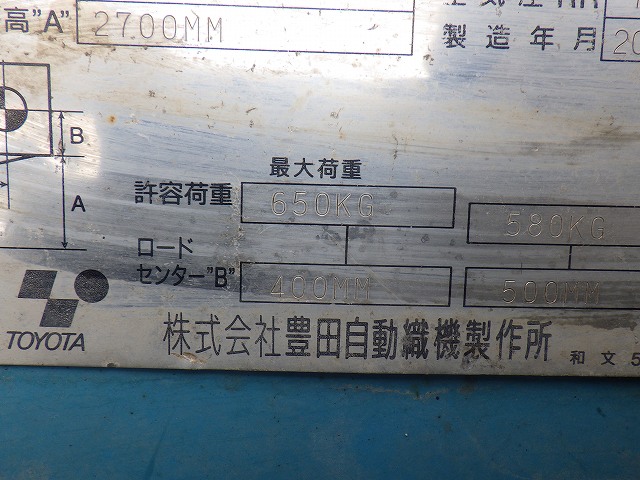 高"A" 2700MM
製造年月 20
B
A
最大荷重
許容荷重 650KG 580KG
ロード
センター"B" 400MM 500MM
TOYOTA
株式会社豊田自動織機製作所
和文5